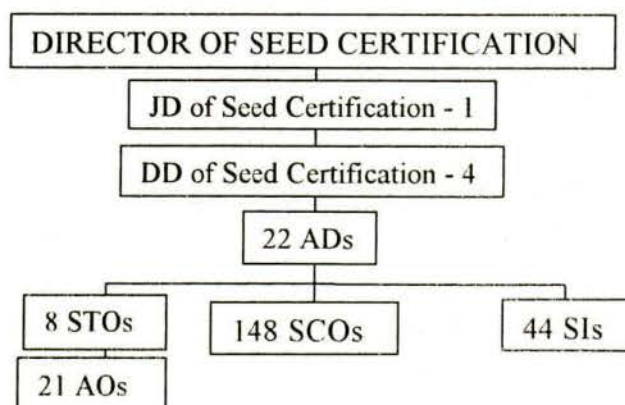 DIRECTOR OF SEED CERTIFICATION
JD of Seed Certification - 1
DD of Seed Certification - 4
22 ADs
8 STOs
148 SCOs
44 SIs
21 AOs